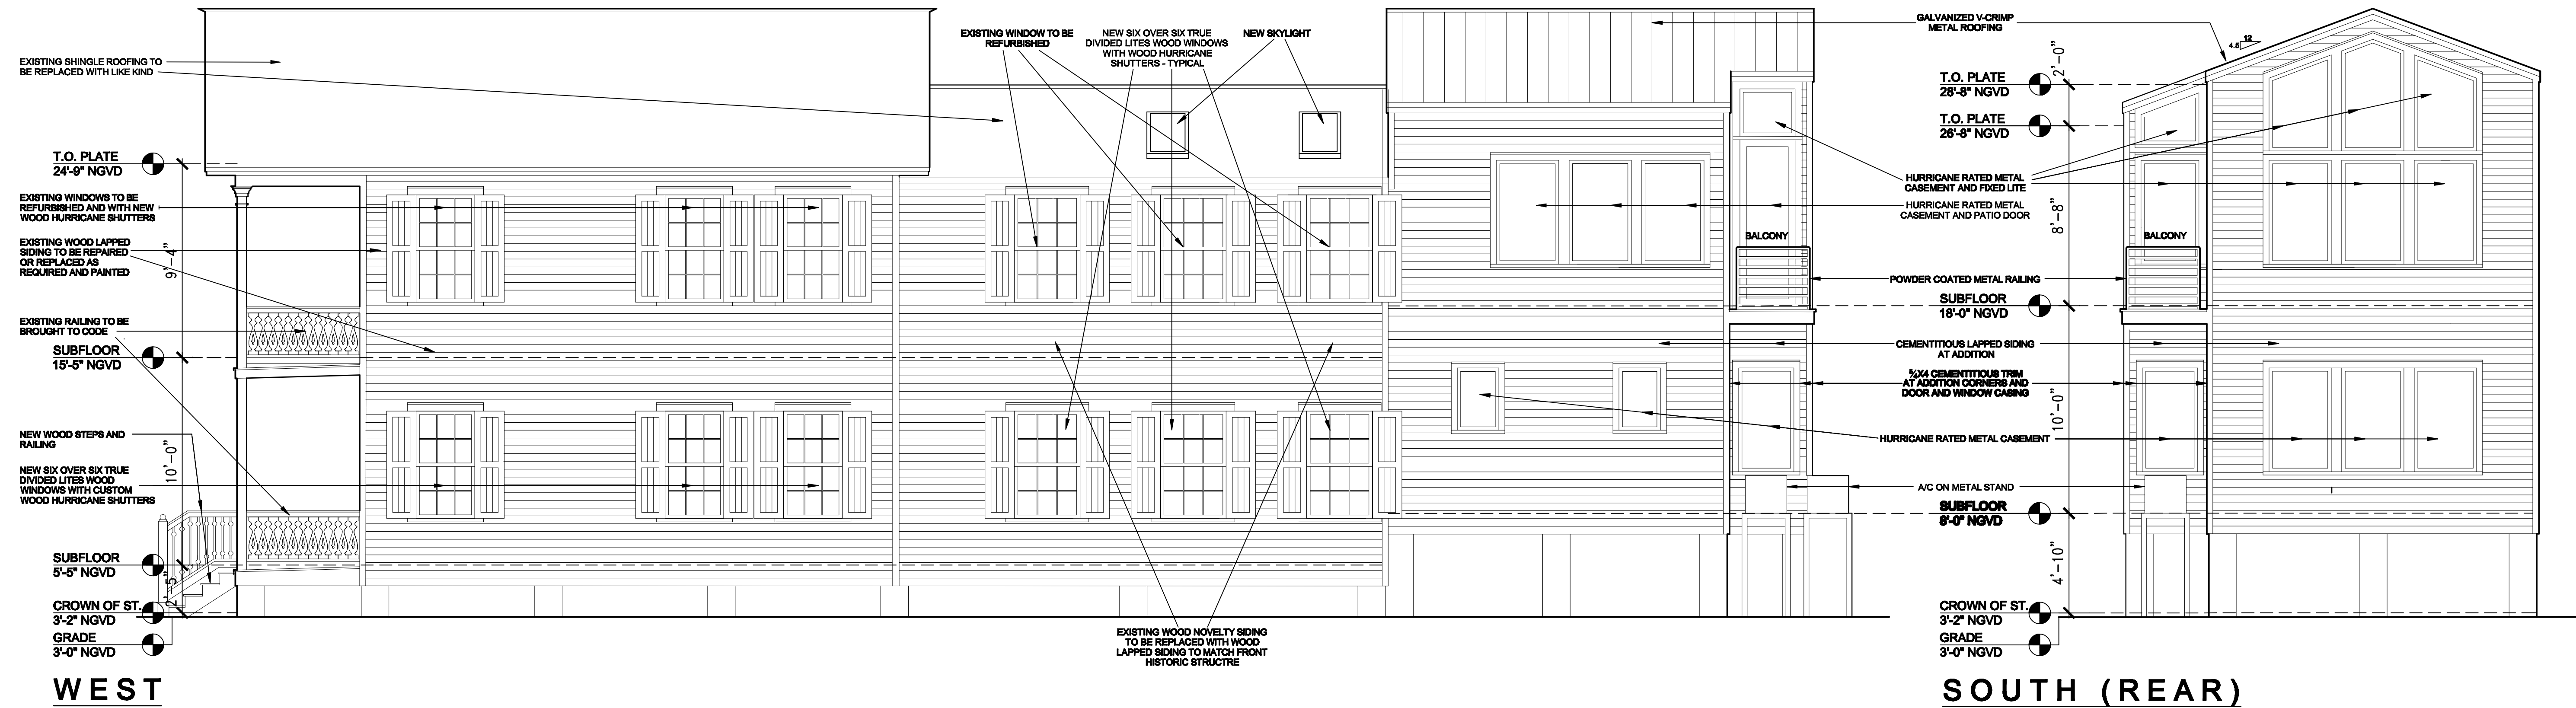 EXISTING SHINGLE ROOFING TO
BE REPLACED WITH LIKE KIND
T.O. PLATE
24'-9" NGVD
EXISTING WINDOWS TO BE
REFURBISHED AND WITH NEW
WOOD HURRICANE SHUTTERS
EXISTING WOOD LAPPED
SIDING TO BE REPAIRED
OR REPLACED AS
REQUIRED AND PAINTED
9'-4"
EXISTING RAILING TO BE
BROUGHT TO CODE
SUBFLOOR
15'-5" NGVD
NEW WOOD STEPS AND
RAILING
10'-0"
NEW SIX OVER SIX TRUE
DIVIDED LITES WOOD
WINDOWS WITH CUSTOM
WOOD HURRICANE SHUTTERS
SUBFLOOR
5'-5" NGVD
2'-5"
CROWN OF ST.
3'-2" NGVD
GRADE
3'-0" NGVD
WEST
EXISTING WINDOW TO BE
REFURBISHED
NEW SIX OVER SIX TRUE
DIVIDED LITES WOOD WINDOWS
WITH WOOD HURRICANE
SHUTTERS - TYPICAL
NEW SKYLIGHT
EXISTING WOOD NOVELTY SIDING
TO BE REPLACED WITH WOOD
LAPPED SIDING TO MATCH FRONT
HISTORIC STRUCTRE
BALCONY
GALVANIZED V-CRIMP
METAL ROOFING
12
4.5
2'-0"
T.O. PLATE
28'-8" NGVD
T.O. PLATE
26'-8" NGVD
HURRICANE RATED METAL
CASEMENT AND FIXED LITE
HURRICANE RATED METAL
CASEMENT AND PATIO DOOR
8'-8"
BALCONY
POWDER COATED METAL RAILING
SUBFLOOR
18'-0" NGVD
CEMENTITIOUS LAPPED SIDING
AT ADDITION
5/4X4 CEMENTITIOUS TRIM
AT ADDITION CORNERS AND
DOOR AND WINDOW CASING
10'-0"
HURRICANE RATED METAL CASEMENT
A/C ON METAL STAND
SUBFLOOR
8'-0" NGVD
4'-10"
CROWN OF ST.
3'-2" NGVD
GRADE
3'-0" NGVD
SOUTH (REAR)